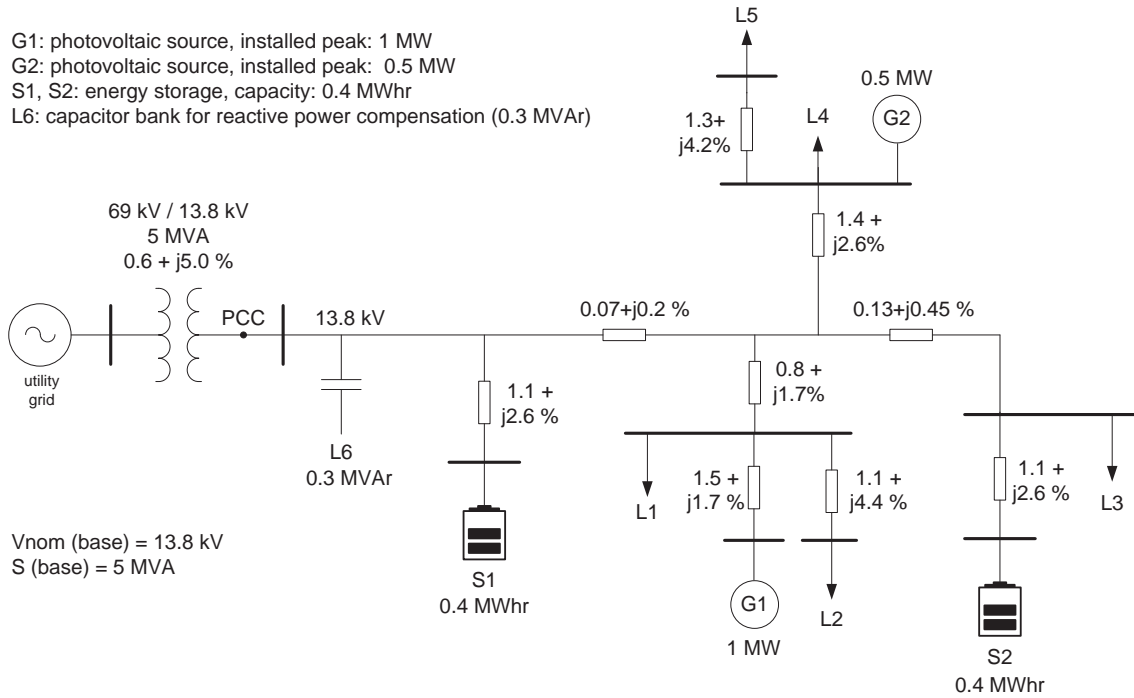 G1: photovoltaic source, installed peak: 1 MW
G2: photovoltaic source, installed peak:  0.5 MW
S1, S2: energy storage, capacity: 0.4 MWhr
L6: capacitor bank for reactive power compensation (0.3 MVAr)
L5
0.5 MW
1.3+
j4.2%
L4
G2
69 kV / 13.8 kV
5 MVA
0.6 + j5.0 %
1.4 +
j2.6%
PCC
13.8 kV
0.07+j0.2 %
0.13+j0.45 %
utility
grid
1.1 +
j2.6 %
0.8 +
j1.7%
L6
0.3 MVAr
L1
1.5 +
j1.7 %
1.1 +
j4.4 %
1.1 +
j2.6 %
L3
Vnom (base) = 13.8 kV
S (base) = 5 MVA
S1
0.4 MWhr
G1
1 MW
L2
S2
0.4 MWhr